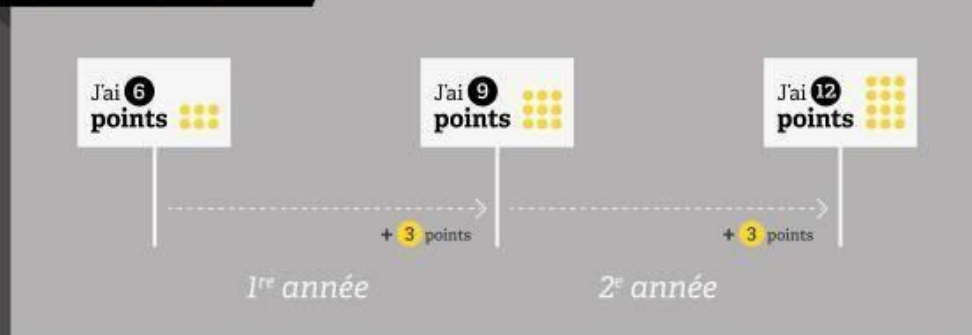 J'ai 6
points
J'ai 9
points
J'ai 12
points
+ 3 points
+ 3 points
1re année
2e année